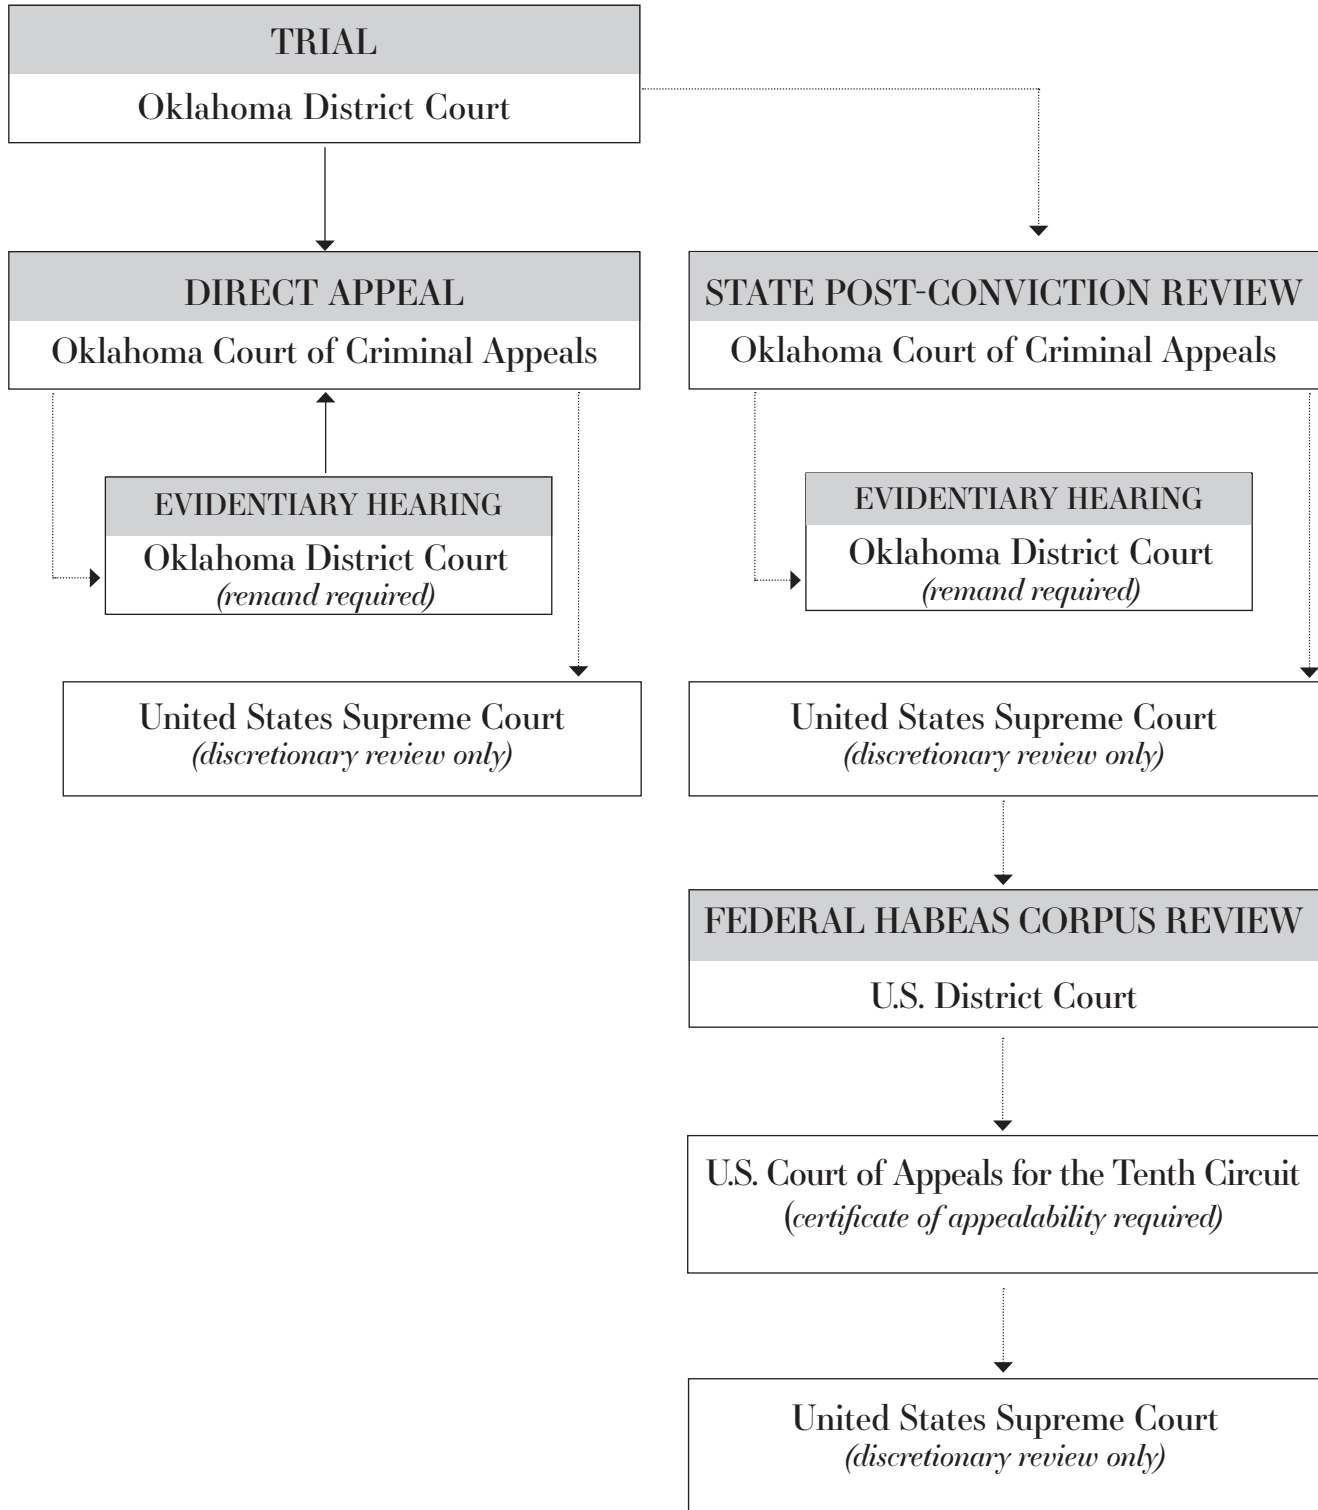 TRIAL
Oklahoma District Court
DIRECT APPEAL
Oklahoma Court of Criminal Appeals
EVIDENTIARY HEARING
Oklahoma District Court
(remand required)
United States Supreme Court
(discretionary review only)
STATE POST-CONVICTION REVIEW
Oklahoma Court of Criminal Appeals
EVIDENTIARY HEARING
Oklahoma District Court
(remand required)
United States Supreme Court
(discretionary review only)
FEDERAL HABEAS CORPUS REVIEW
U.S. District Court
U.S. Court of Appeals for the Tenth Circuit
(certificate of appealability required)
United States Supreme Court
(discretionary review only)